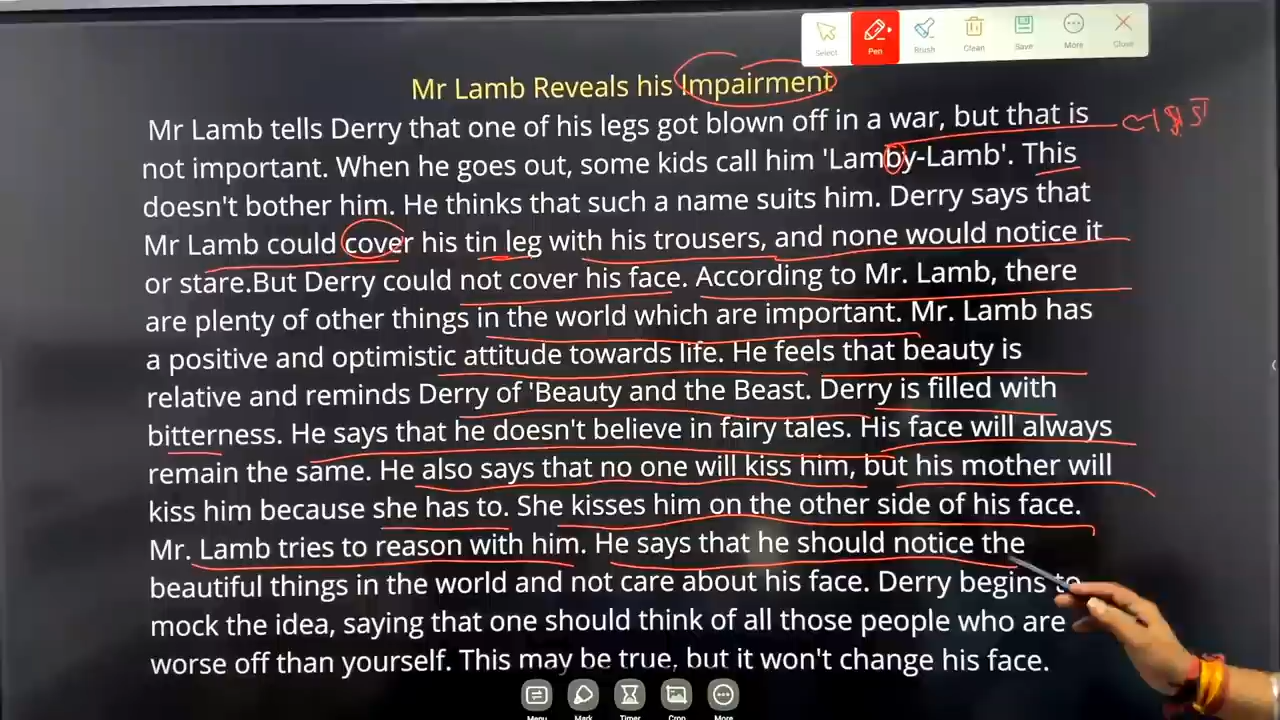 Select
Pen
Brush
Clean
Save
More
Close
Mr Lamb Reveals his Impairment
Mr Lamb tells Derry that one of his legs got blown off in a war, but that is
not important. When he goes out, some kids call him 'Lamby-Lamb'. This
doesn't bother him. He thinks that such a name suits him. Derry says that
Mr Lamb could cover his tin leg with his trousers, and none would notice it
or stare.But Derry could not cover his face. According to Mr. Lamb, there
are plenty of other things in the world which are important. Mr. Lamb has
a positive and optimistic attitude towards life. He feels that beauty is
relative and reminds Derry of 'Beauty and the Beast. Derry is filled with
bitterness. He says that he doesn't believe in fairy tales. His face will always
remain the same. He also says that no one will kiss him, but his mother will
kiss him because she has to. She kisses him on the other side of his face.
Mr. Lamb tries to reason with him. He says that he should notice the
beautiful things in the world and not care about his face. Derry begins to
mock the idea, saying that one should think of all those people who are
worse off than yourself. This may be true, but it won't change his face.
Menu
Mark
Timer
Crop
More